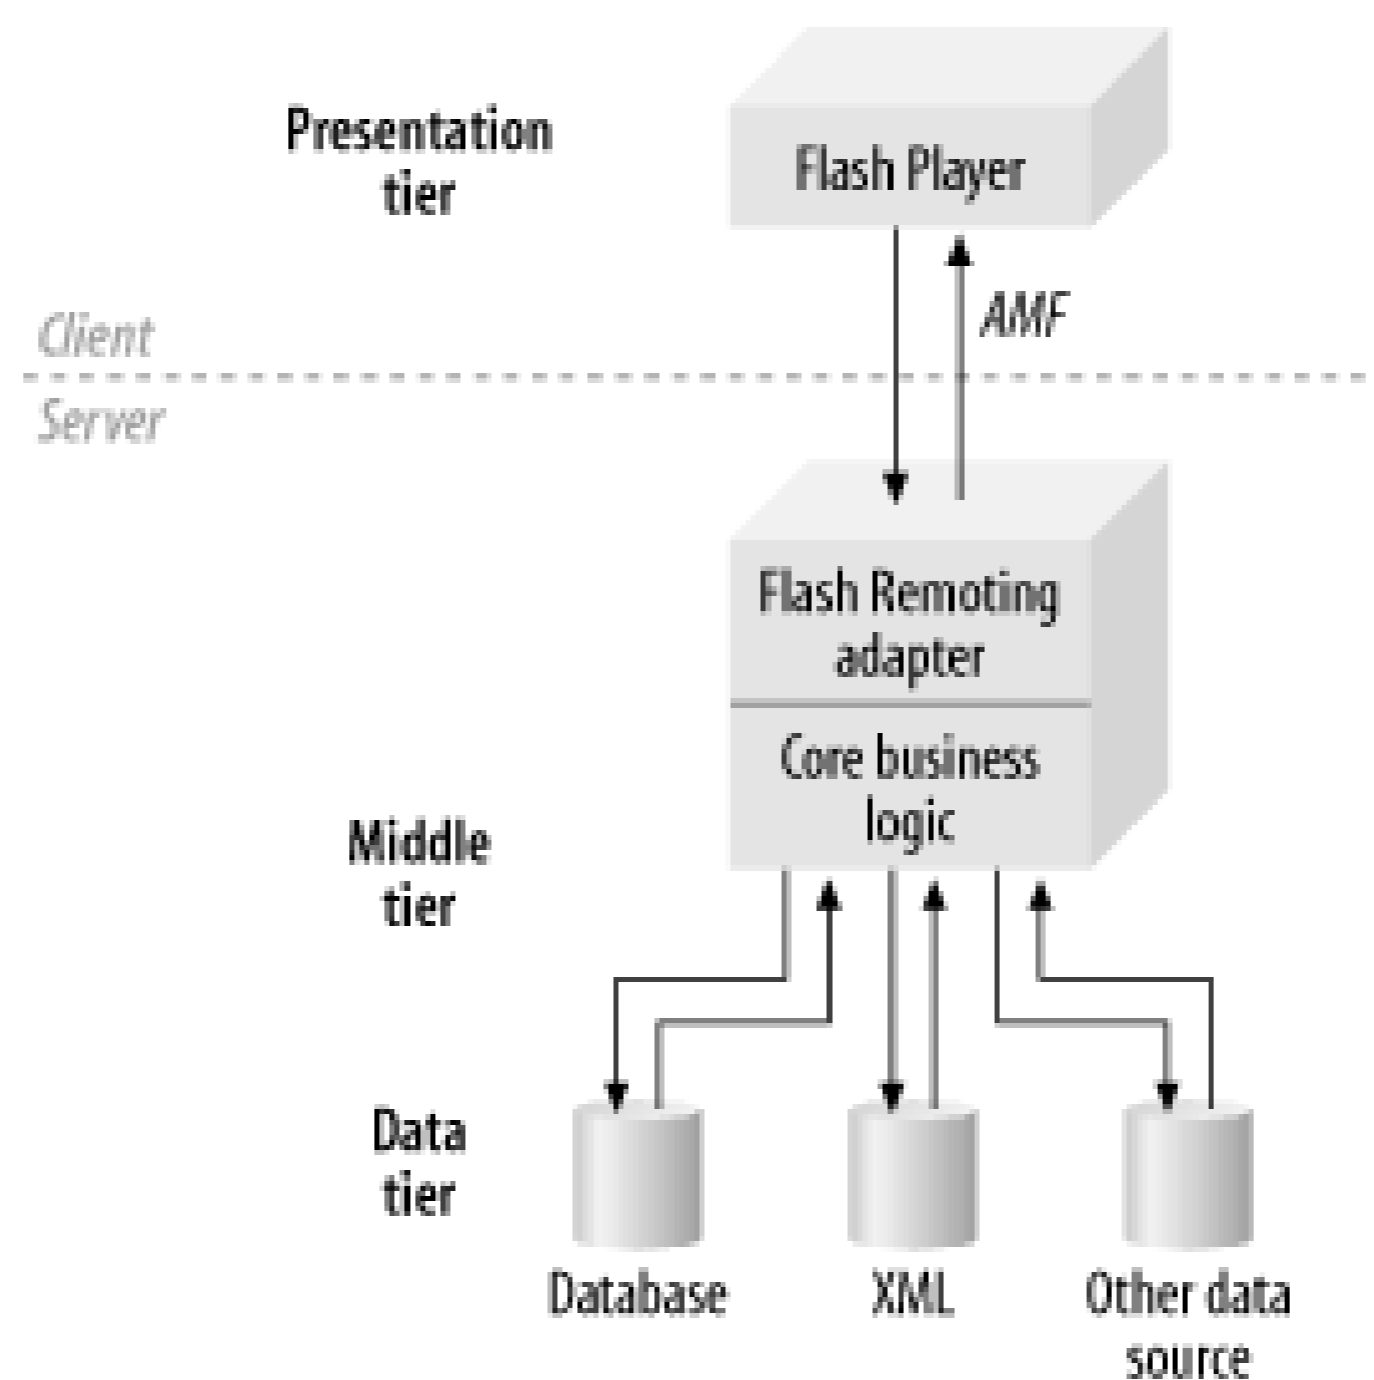 Presentation
tier
Flash Player
AMF
Client
Server
Flash Remoting
adapter
Core business
logic
Middle
tier
Data
tier
Database
XML
Other data
source